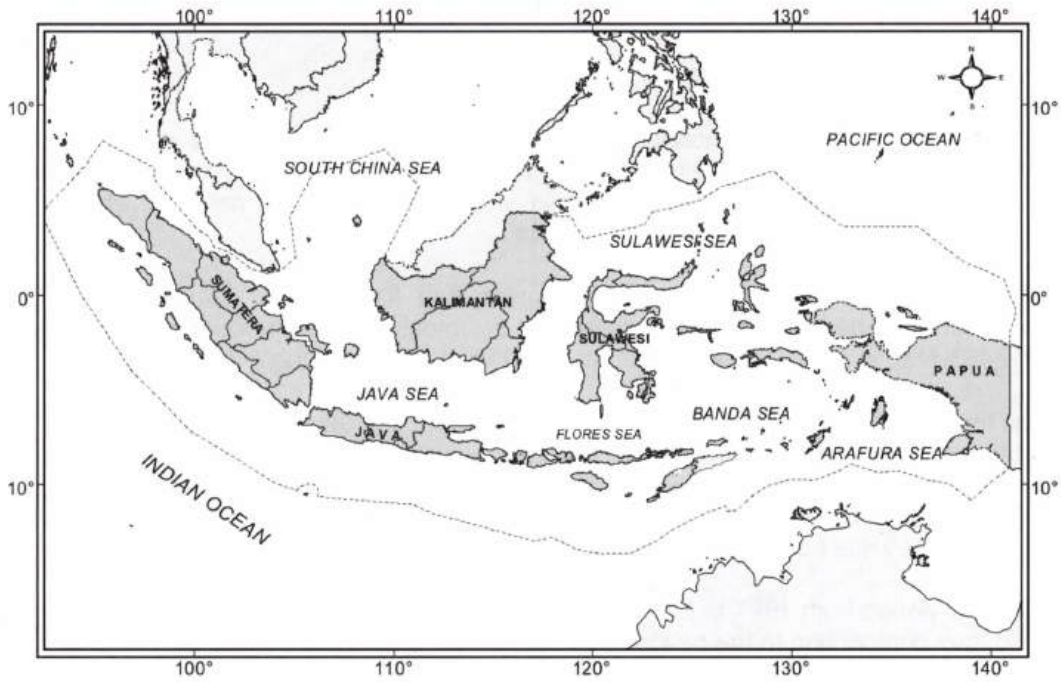 100° 110° 120° 130° 140°
N
W E
S
10° 10°
PACIFIC OCEAN
SOUTH CHINA SEA
SULAWESI SEA
0° 0°
SUMATERA
KALIMANTAN
SULAWESI
PAPUA
JAVA SEA
BANDA SEA
JAVA
FLORES SEA
ARAFURA SEA
INDIAN OCEAN
10° 10°
100° 110° 120° 130° 140°